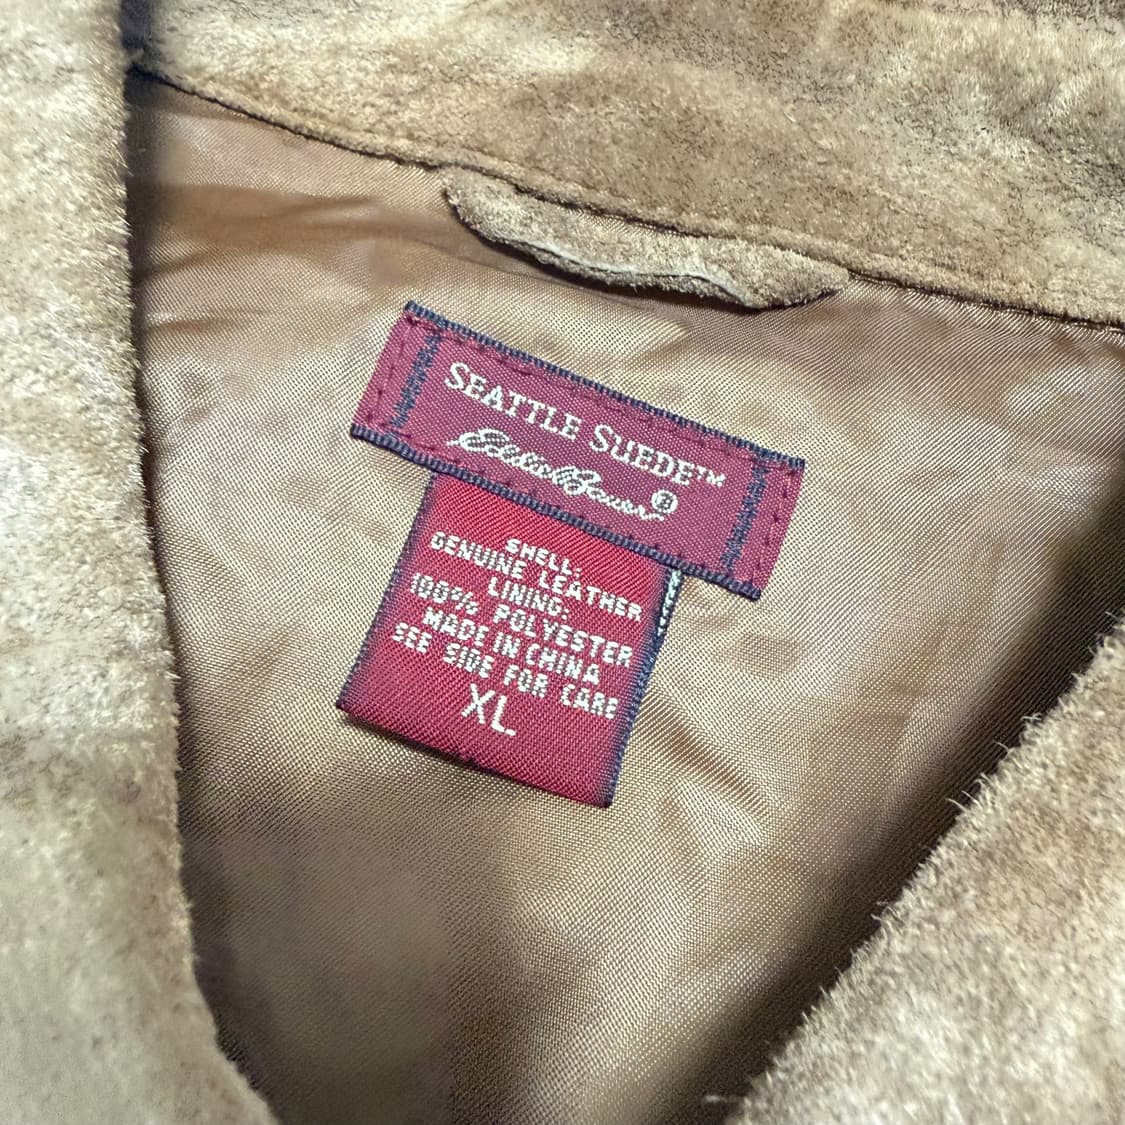 SEATTLE SUEDE™
Eddie Bauer®
SHELL:
GENUINE LEATHER
LINING:
100% POLYESTER
MADE IN CHINA
SEE SIDE FOR CARE
XL